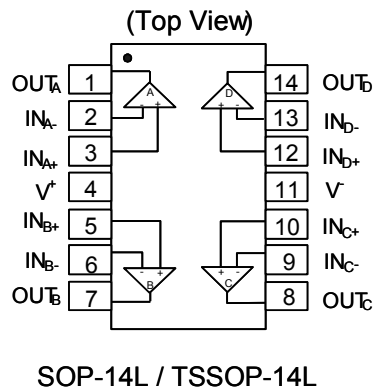 (Top View)
OUTA 1 14 OUTD
INA- 2 13 IND-
INA+ 3 12 IND+
V+ 4 11 V-
INB+ 5 10 INC+
INB- 6 9 INC-
OUTB 7 8 OUTC
A
- +
D
+ -
- +
B
+ -
C
SOP-14L / TSSOP-14L